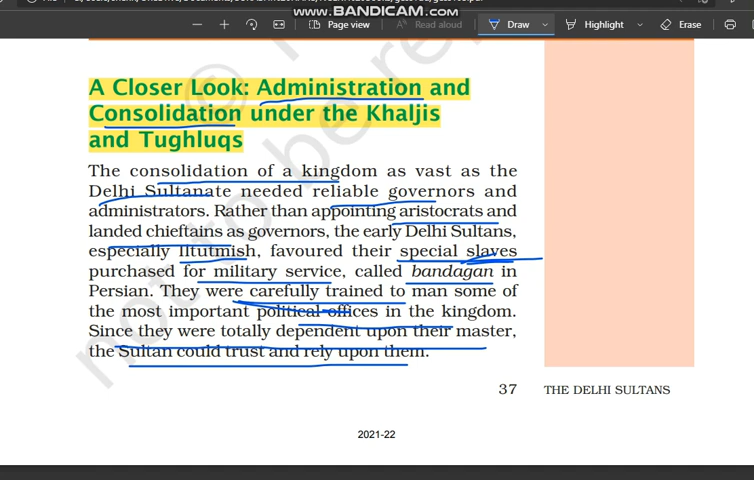 www.BANDICAM.com
Page view
Read aloud
Draw
Highlight
Erase
A Closer Look: Administration and
Consolidation under the Khaljis
and Tughluqs
The consolidation of a kingdom as vast as the
Delhi Sultanate needed reliable governors and
administrators. Rather than appointing aristocrats and
landed chieftains as governors, the early Delhi Sultans,
especially Iltutmish, favoured their special slaves
purchased for military service, called bandagan in
Persian. They were carefully trained to man some of
the most important political offices in the kingdom.
Since they were totally dependent upon their master,
the Sultan could trust and rely upon them.
37 THE DELHI SULTANS
2021-22